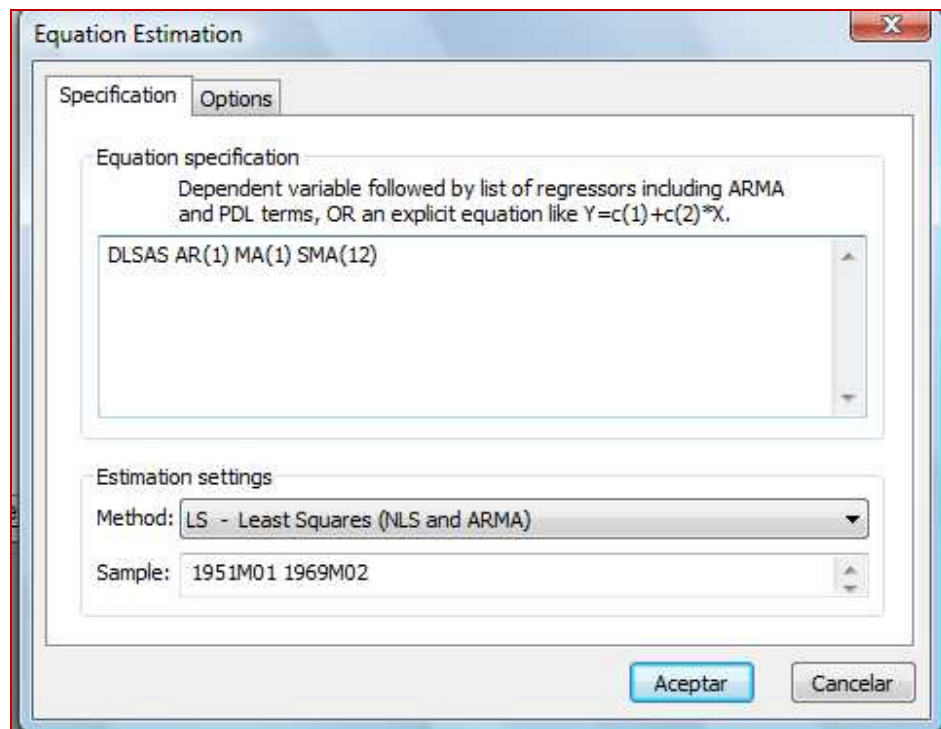 Equation Estimation
Specification
Options
Equation specification
Dependent variable followed by list of regressors including ARMA
and PDL terms, OR an explicit equation like Y=c(1)+c(2)*X.
DLSAS AR(1) MA(1) SMA(12)
Estimation settings
Method: LS - Least Squares (NLS and ARMA)
Sample: 1951M01 1969M02
Aceptar
Cancelar